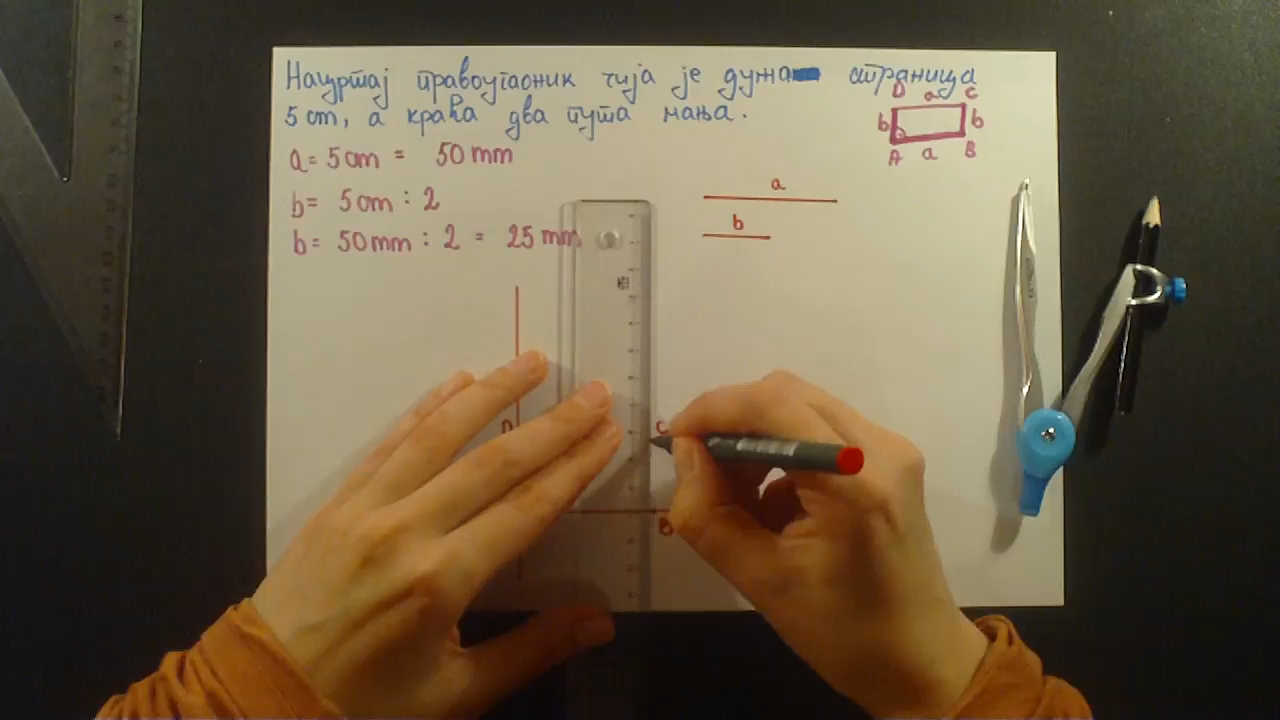 Нацртај правоугаоник чија је дужа страница
5 cm, а краћа два пута мања.
D a C
b b
A a B
a = 5 cm = 50 mm
b = 5 cm : 2
b = 50 mm : 2 = 25 mm
a
b
D C
B